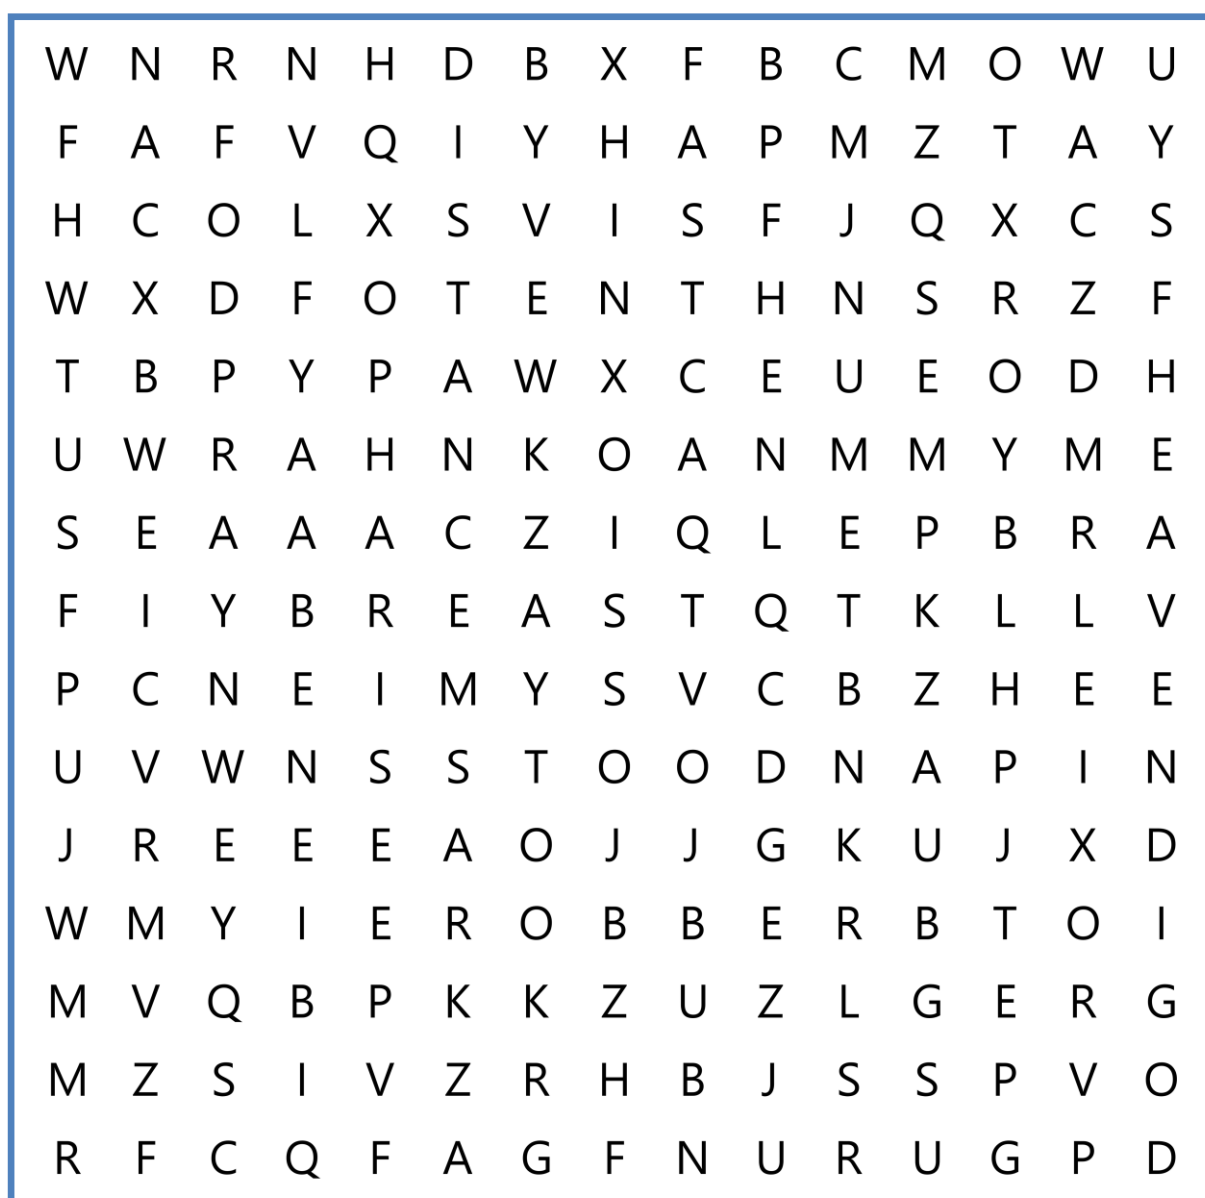 W N R N H D B X F B C M O W U
F A F V Q I Y H A P M Z T A Y
H C O L X S V I S F J Q X C S
W X D F O T E N T H N S R Z F
T B P Y P A W X C E U E O D H
U W R A H N K O A N M M Y M E
S E A A A C Z I Q L E P B R A
F I Y B R E A S T Q T K L L V
P C N E I M Y S V C B Z H E E
U V W N S S T O O D N A P I N
J R E E E A O J J G K U J X D
W M Y I E R O B B E R B T O I
M V Q B P K K Z U Z L G E R G
M Z S I V Z R H B J S S P V O
R F C Q F A G F N U R U G P D